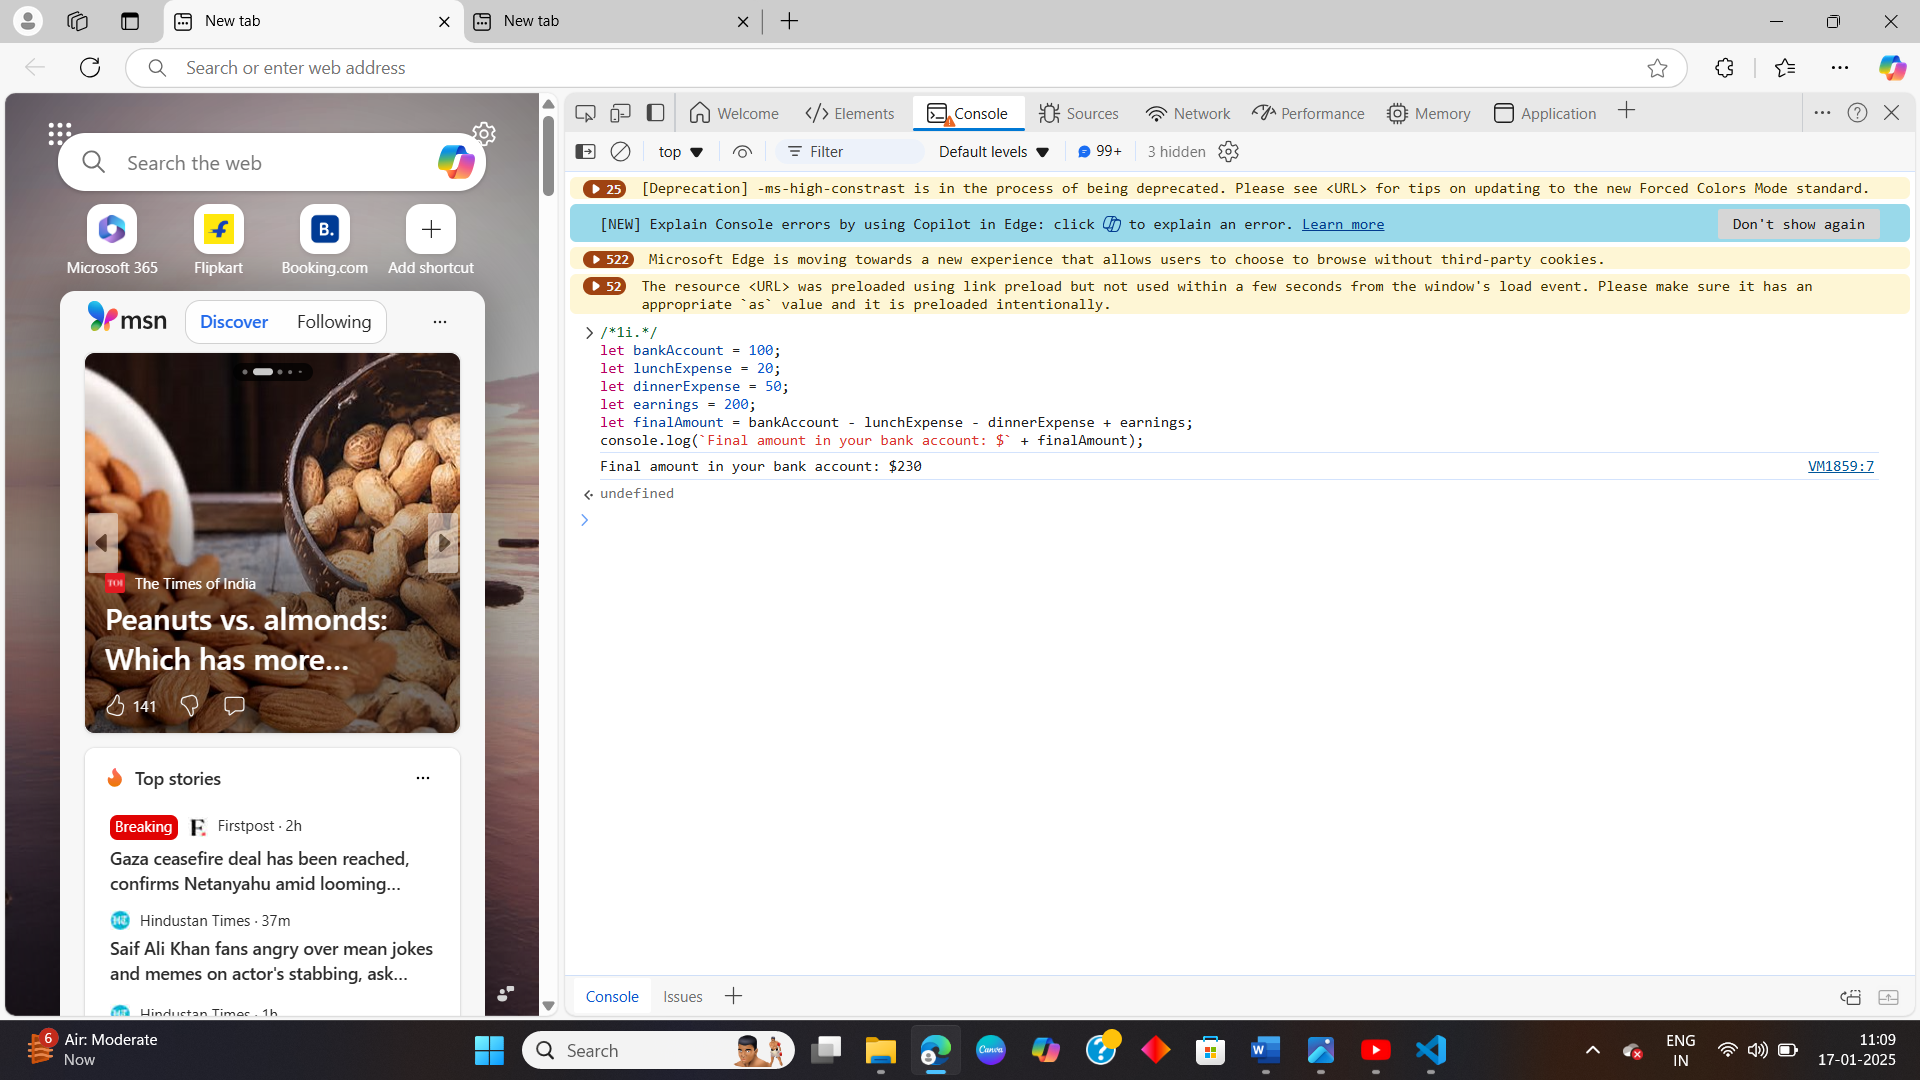 New tab
New tab
Search or enter web address
Search the web
Microsoft 365
Flipkart
B.
Booking.com
Add shortcut
msn
Discover
Following
TOI
The Times of India
Peanuts vs. almonds:
Which has more...
141
Top stories
Breaking
F.
Firstpost · 2h
Gaza ceasefire deal has been reached,
confirms Netanyahu amid looming...
HT
Hindustan Times · 37m
Saif Ali Khan fans angry over mean jokes
and memes on actor's stabbing, ask...
Hindustan Times · 1h
Welcome
Elements
Console
Sources
Network
Performance
Memory
Application
top
Filter
Default levels
99+
3 hidden
25 [Deprecation] -ms-high-constrast is in the process of being deprecated. Please see <URL> for tips on updating to the new Forced Colors Mode standard.
[NEW] Explain Console errors by using Copilot in Edge: click to explain an error. Learn more
Don't show again
522 Microsoft Edge is moving towards a new experience that allows users to choose to browse without third-party cookies.
52 The resource <URL> was preloaded using link preload but not used within a few seconds from the window's load event. Please make sure it has an
appropriate `as` value and it is preloaded intentionally.
/*1i.*/
let bankAccount = 100;
let lunchExpense = 20;
let dinnerExpense = 50;
let earnings = 200;
let finalAmount = bankAccount - lunchExpense - dinnerExpense + earnings;
console.log(`Final amount in your bank account: $` + finalAmount);
Final amount in your bank account: $230
VM1859:7
undefined
Console
Issues
6
Air: Moderate
Now
Search
Canva
W
ENG
IN
11:09
17-01-2025